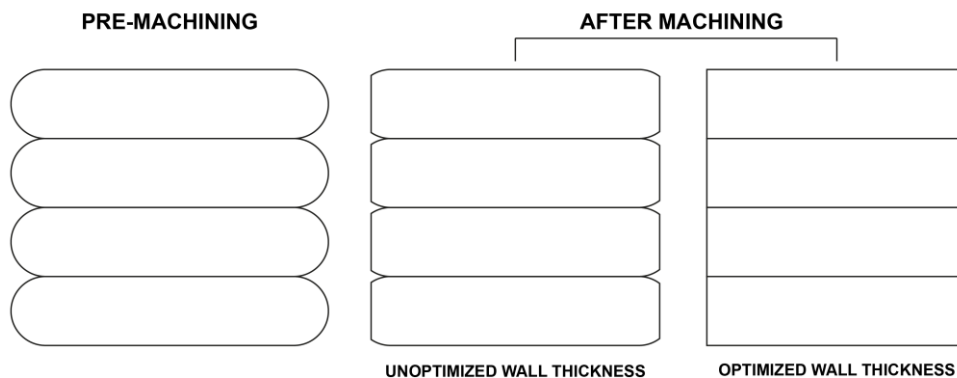 PRE-MACHINING
AFTER MACHINING
UNOPTIMIZED WALL THICKNESS
OPTIMIZED WALL THICKNESS